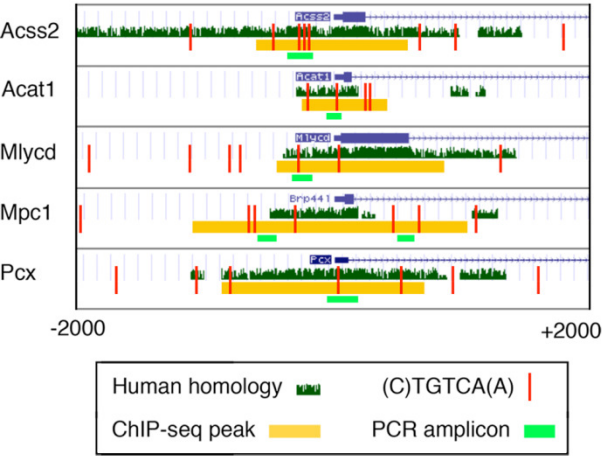 Acss2
Acss2
Acat1
Acat1
Mlycd
Mlycd
Brp441
Mpc1
Pcx
Pcx
-2000 +2000
Human homology (C)TGTCA(A)
ChIP-seq peak PCR amplicon